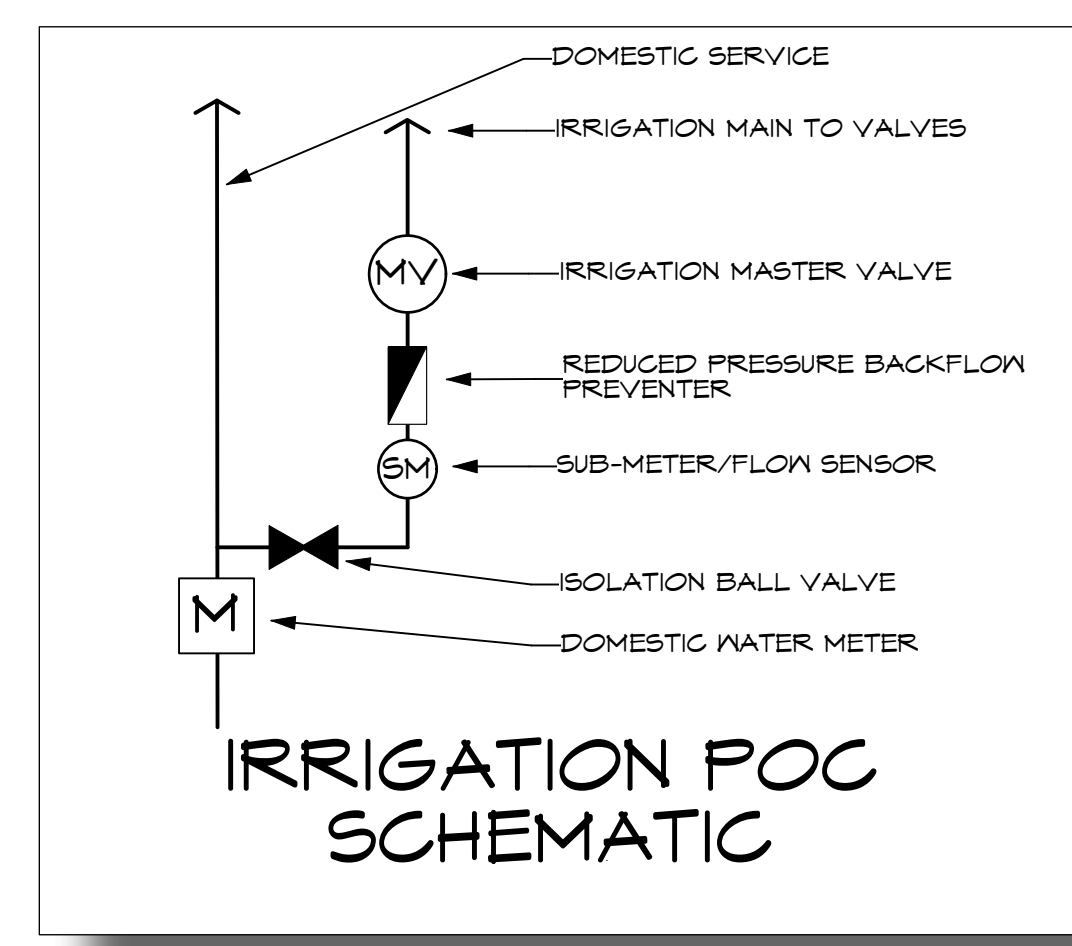 DOMESTIC SERVICE
IRRIGATION MAIN TO VALVES
MV
IRRIGATION MASTER VALVE
REDUCED PRESSURE BACKFLOW
PREVENTER
SM
SUB-METER/FLOW SENSOR
ISOLATION BALL VALVE
M
DOMESTIC WATER METER
IRRIGATION POC
SCHEMATIC